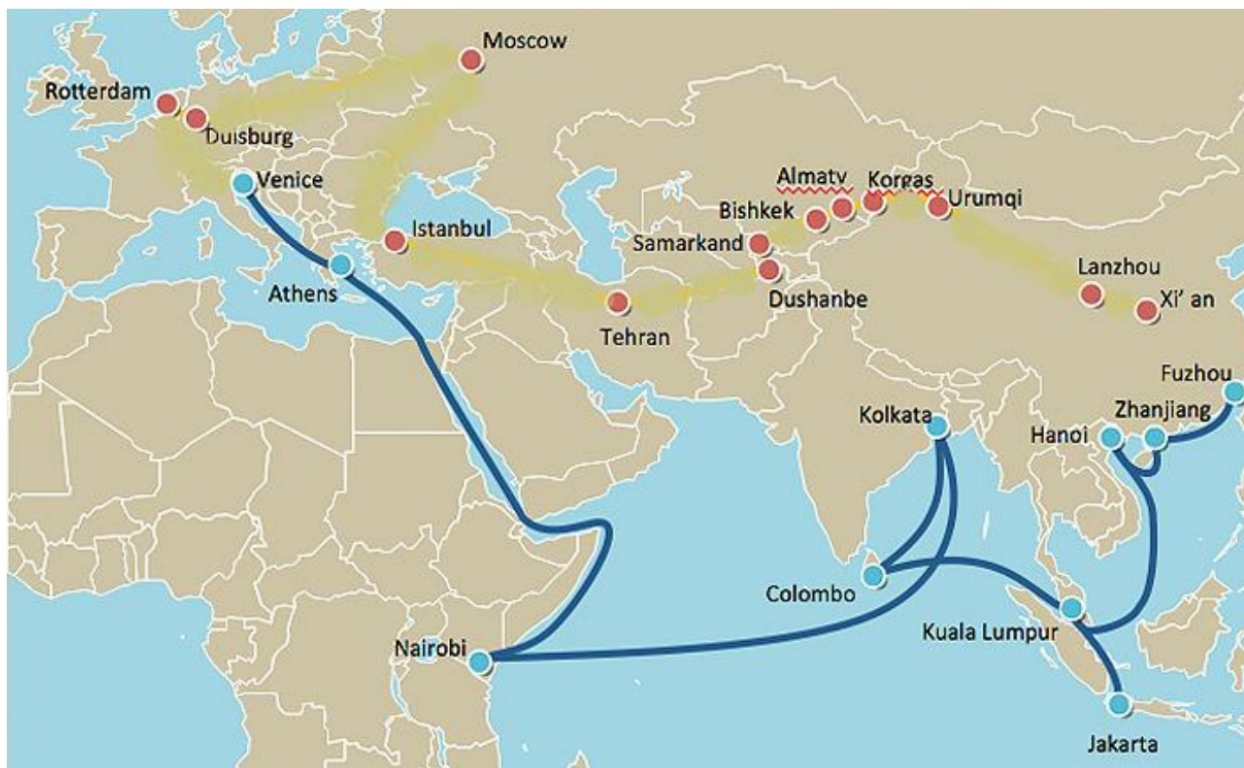 Moscow
Rotterdam
Duisburg
Venice
Almaty
Korgas
Urumqi
Bishkek
Istanbul
Samarkand
Lanzhou
Athens
Dushanbe
Xi' an
Tehran
Fuzhou
Kolkata
Zhanjiang
Hanoi
Colombo
Kuala Lumpur
Nairobi
Jakarta